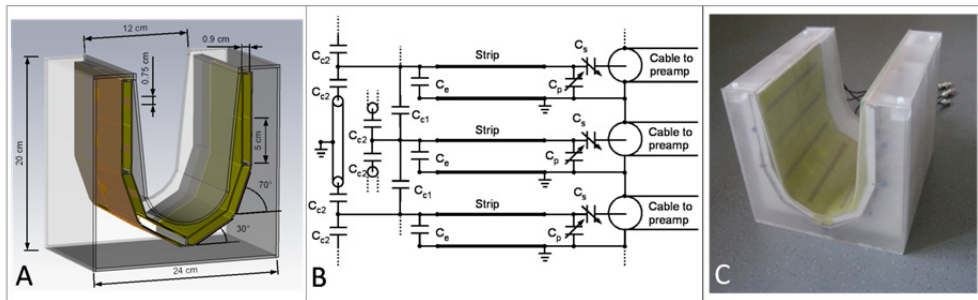 12 cm
0.9 cm
0.75 cm
5 cm
20 cm
70°
30°
24 cm
A
Cc2
Cc2
Ce
Strip
Cs
Cp
Cable to
preamp
Cc1
Cc2
Cc2
Ce
Strip
Cs
Cp
Cable to
preamp
Cc1
Cc2
Cc2
Ce
Strip
Cs
Cp
Cable to
preamp
B
C